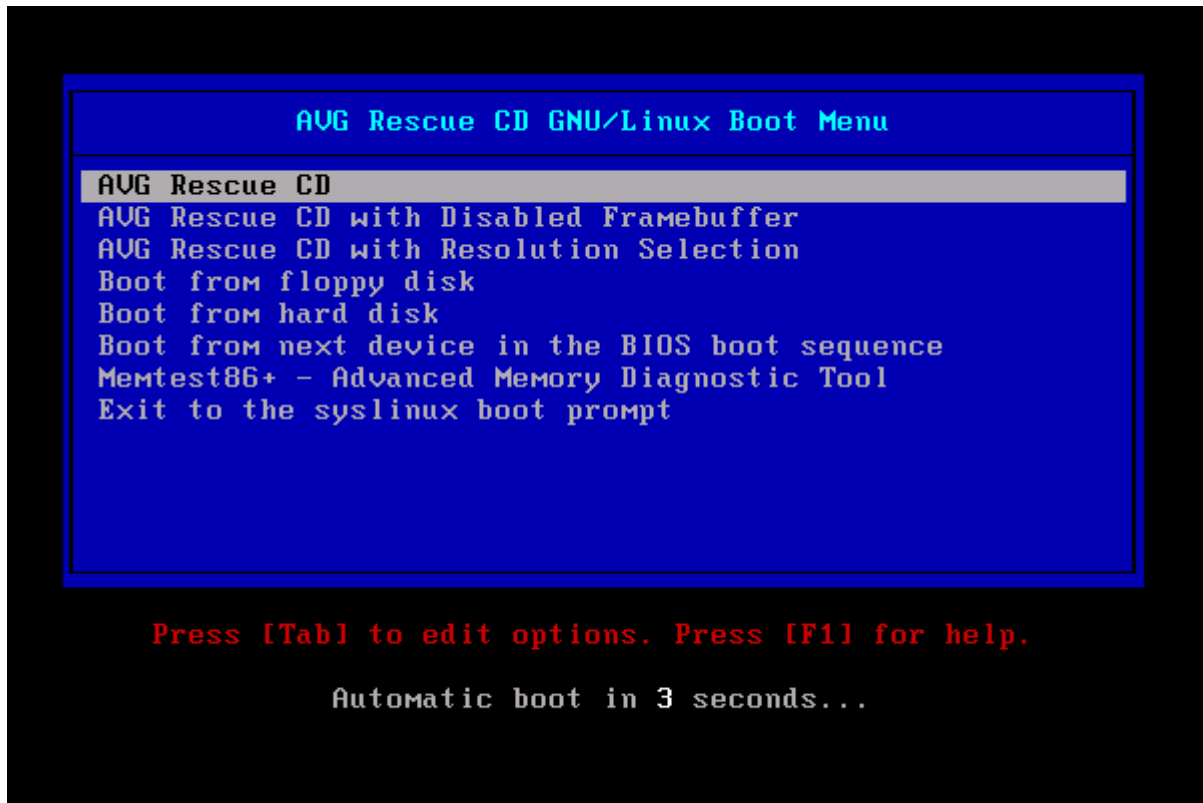 AVG Rescue CD GNU/Linux Boot Menu
AVG Rescue CD
AVG Rescue CD with Disabled Framebuffer
AVG Rescue CD with Resolution Selection
Boot from floppy disk
Boot from hard disk
Boot from next device in the BIOS boot sequence
Memtest86+ - Advanced Memory Diagnostic Tool
Exit to the syslinux boot prompt
Press [Tab] to edit options. Press [F1] for help.
Automatic boot in 3 seconds...